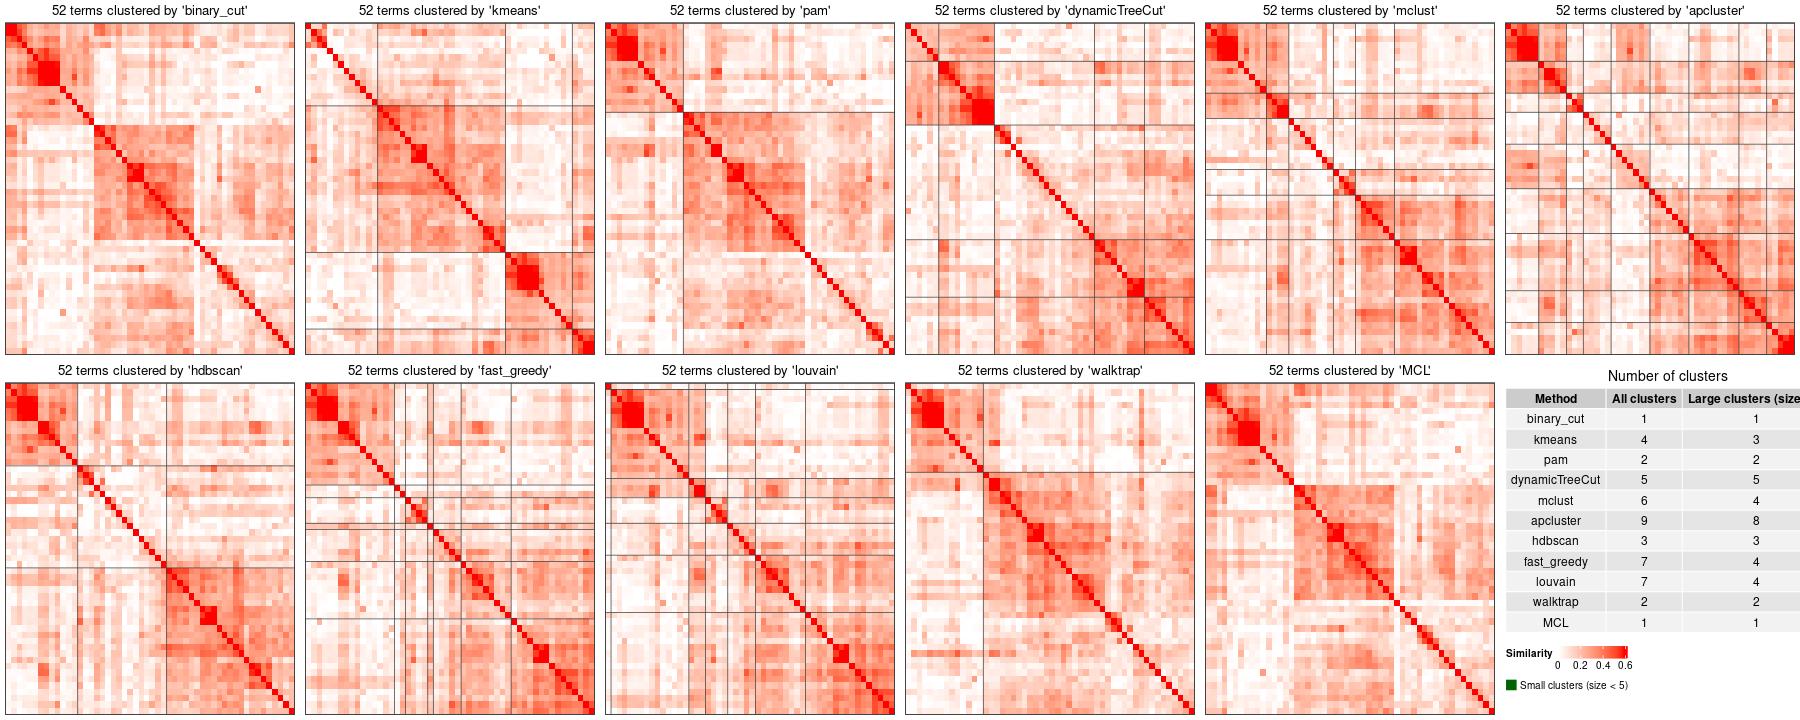 52 terms clustered by 'binary_cut'
52 terms clustered by 'kmeans'
52 terms clustered by 'pam'
52 terms clustered by 'dynamicTreeCut'
52 terms clustered by 'mclust'
52 terms clustered by 'apcluster'
52 terms clustered by 'hdbscan'
52 terms clustered by 'fast_greedy'
52 terms clustered by 'louvain'
52 terms clustered by 'walktrap'
52 terms clustered by 'MCL'
Number of clusters
Method All clusters Large clusters (size
binary_cut 1 1
kmeans 4 3
pam 2 2
dynamicTreeCut 5 5
mclust 6 4
apcluster 9 8
hdbscan 3 3
fast_greedy 7 4
louvain 7 4
walktrap 2 2
MCL 1 1
Similarity
0 0.2 0.4 0.6
Small clusters (size < 5)